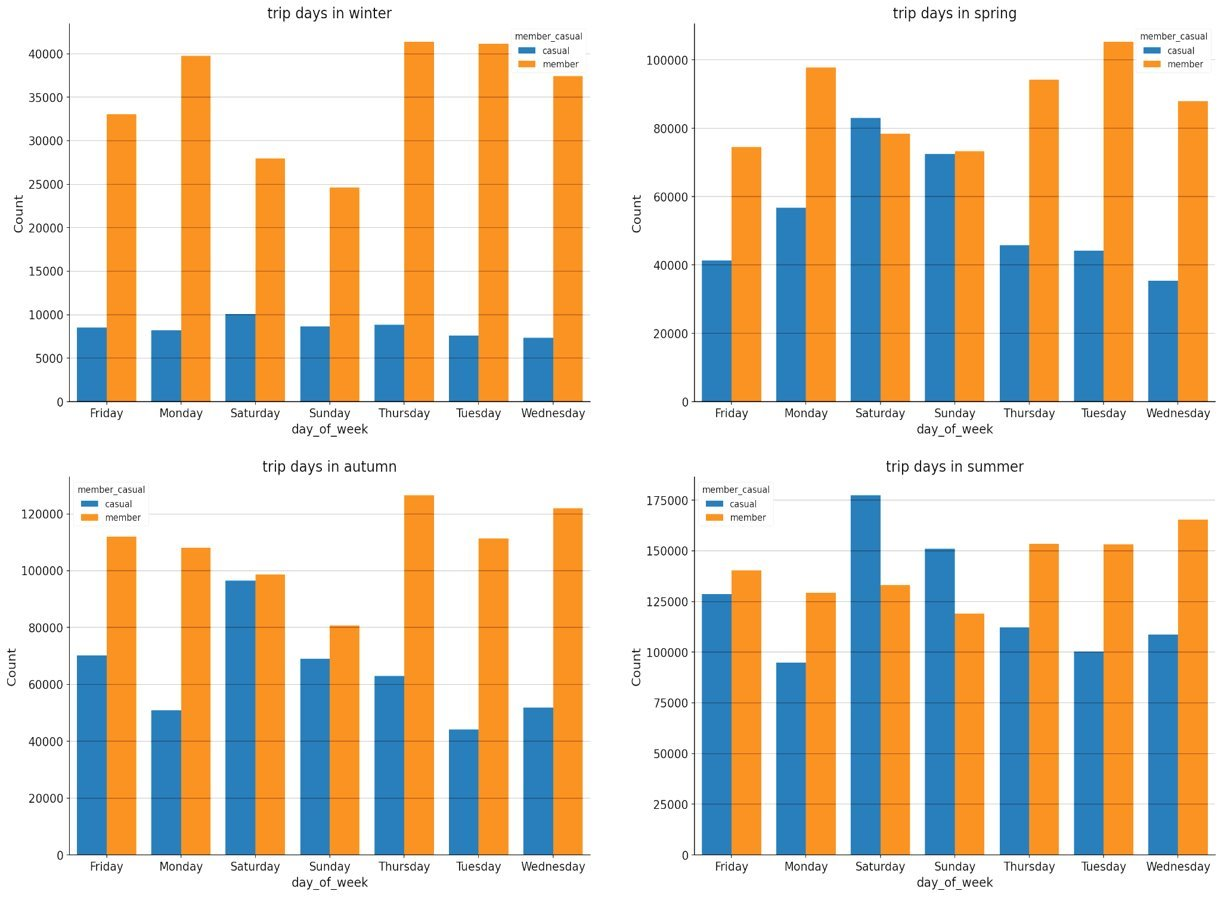 trip days in winter
member_casual
casual
member
40000
35000
30000
25000
20000
15000
10000
5000
0
Count
Friday Monday Saturday Sunday Thursday Tuesday Wednesday
day_of_week
trip days in spring
member_casual
casual
member
100000
80000
60000
40000
20000
0
Count
Friday Monday Saturday Sunday Thursday Tuesday Wednesday
day_of_week
trip days in autumn
member_casual
casual
member
120000
100000
80000
60000
40000
20000
0
Count
Friday Monday Saturday Sunday Thursday Tuesday Wednesday
day_of_week
trip days in summer
member_casual
casual
member
175000
150000
125000
100000
75000
50000
25000
0
Count
Friday Monday Saturday Sunday Thursday Tuesday Wednesday
day_of_week